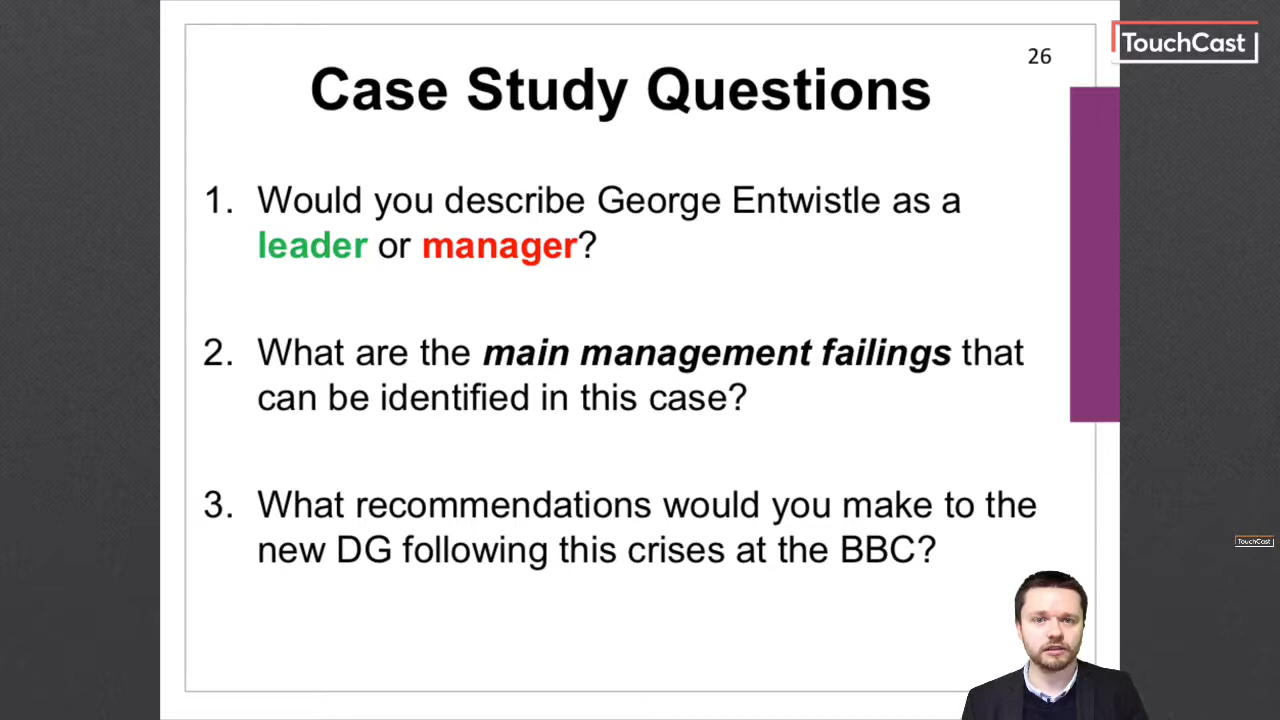 26
TouchCast
Case Study Questions
1. Would you describe George Entwistle as a
leader or manager?
2. What are the main management failings that
can be identified in this case?
3. What recommendations would you make to the
new DG following this crises at the BBC?
TouchCast